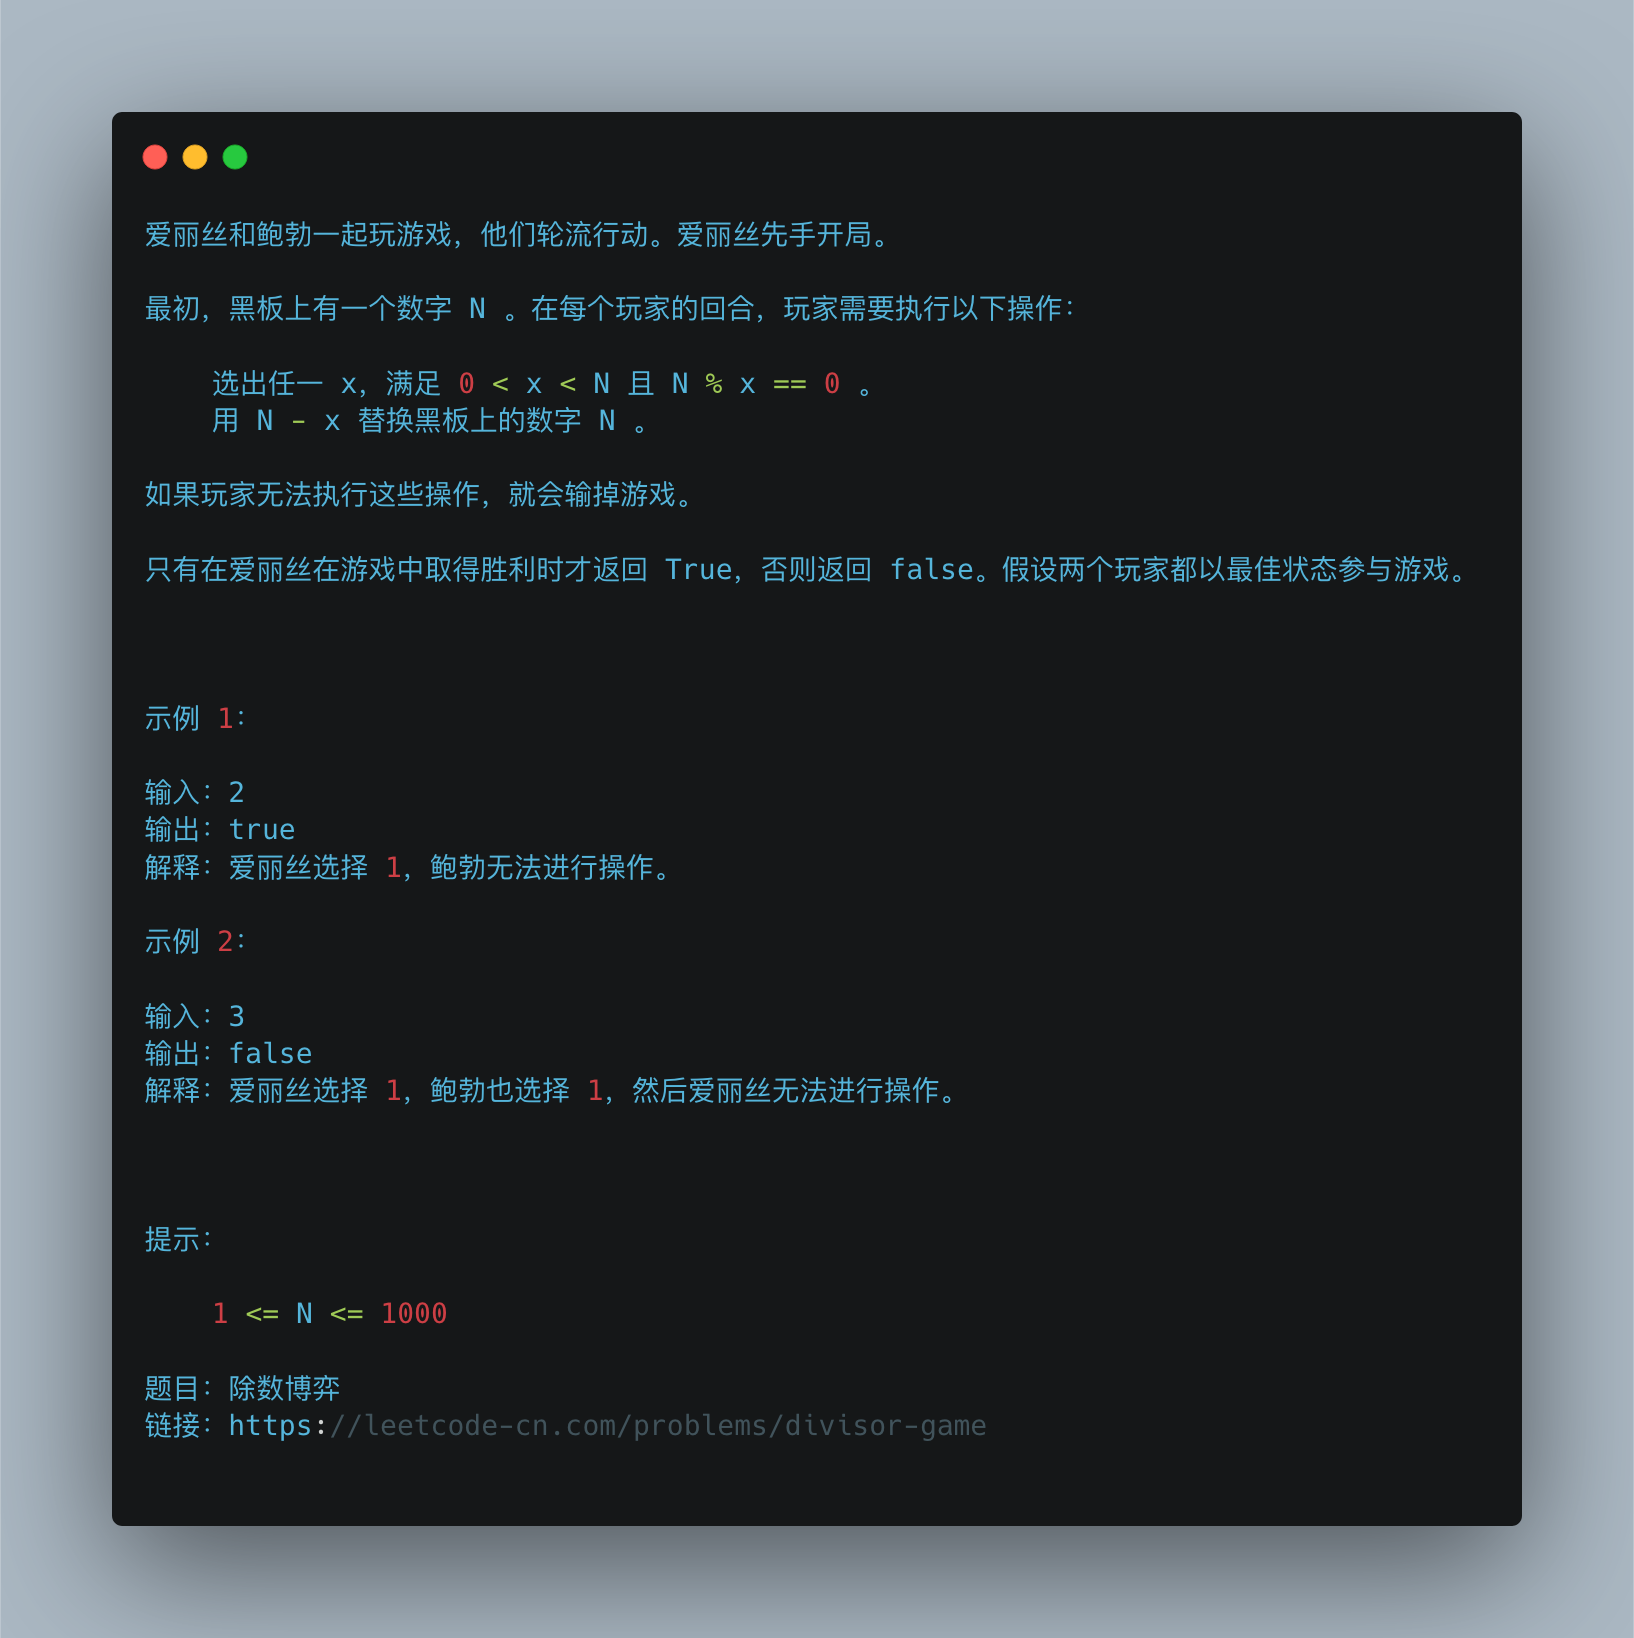 爱丽丝和鲍勃一起玩游戏，他们轮流行动。爱丽丝先手开局。
最初，黑板上有一个数字 N 。在每个玩家的回合，玩家需要执行以下操作：
选出任一 x，满足 0 < x < N 且 N % x == 0 。
用 N - x 替换黑板上的数字 N 。
如果玩家无法执行这些操作，就会输掉游戏。
只有在爱丽丝在游戏中取得胜利时才返回 True，否则返回 false。假设两个玩家都以最佳状态参与游戏。
示例 1：
输入：2
输出：true
解释：爱丽丝选择 1，鲍勃无法进行操作。
示例 2：
输入：3
输出：false
解释：爱丽丝选择 1，鲍勃也选择 1，然后爱丽丝无法进行操作。
提示：
1 <= N <= 1000
题目：除数博弈
链接：https://leetcode-cn.com/problems/divisor-game